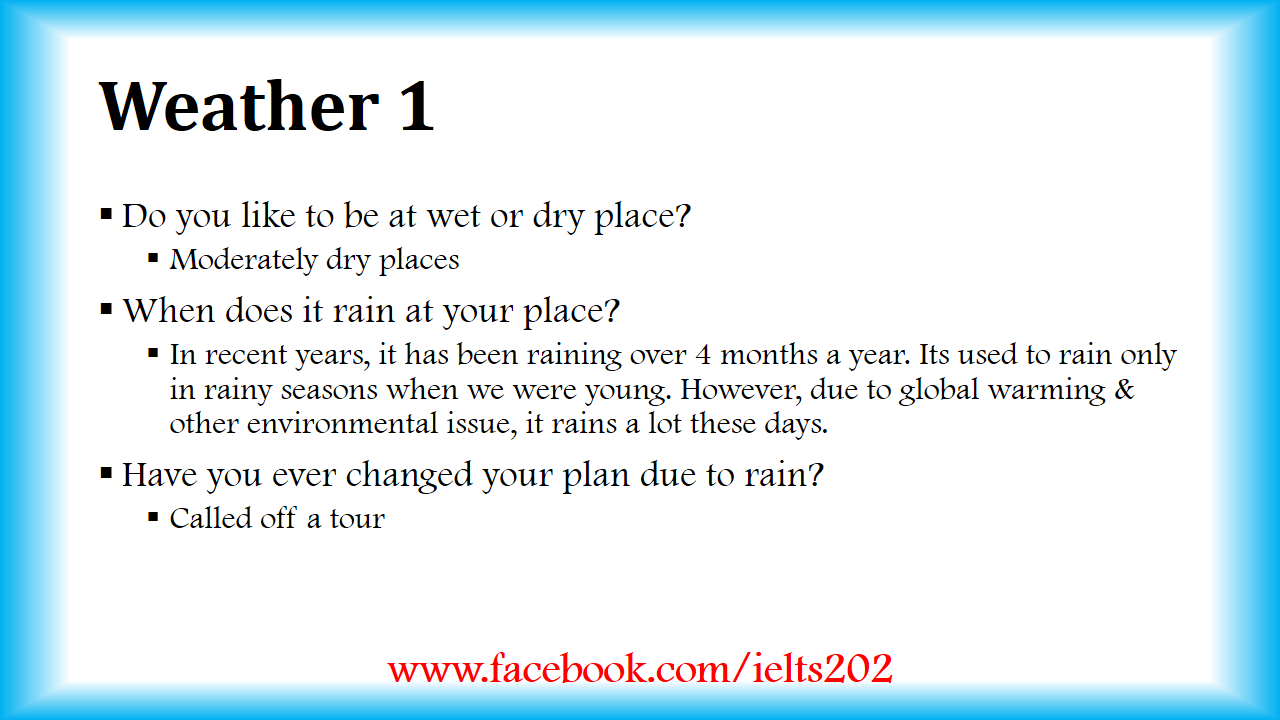 Weather 1
▪ Do you like to be at wet or dry place?
▪ Moderately dry places
▪ When does it rain at your place?
▪ In recent years, it has been raining over 4 months a year. Its used to rain only
in rainy seasons when we were young. However, due to global warming &
other environmental issue, it rains a lot these days.
▪ Have you ever changed your plan due to rain?
▪ Called off a tour
www.facebook.com/ielts202